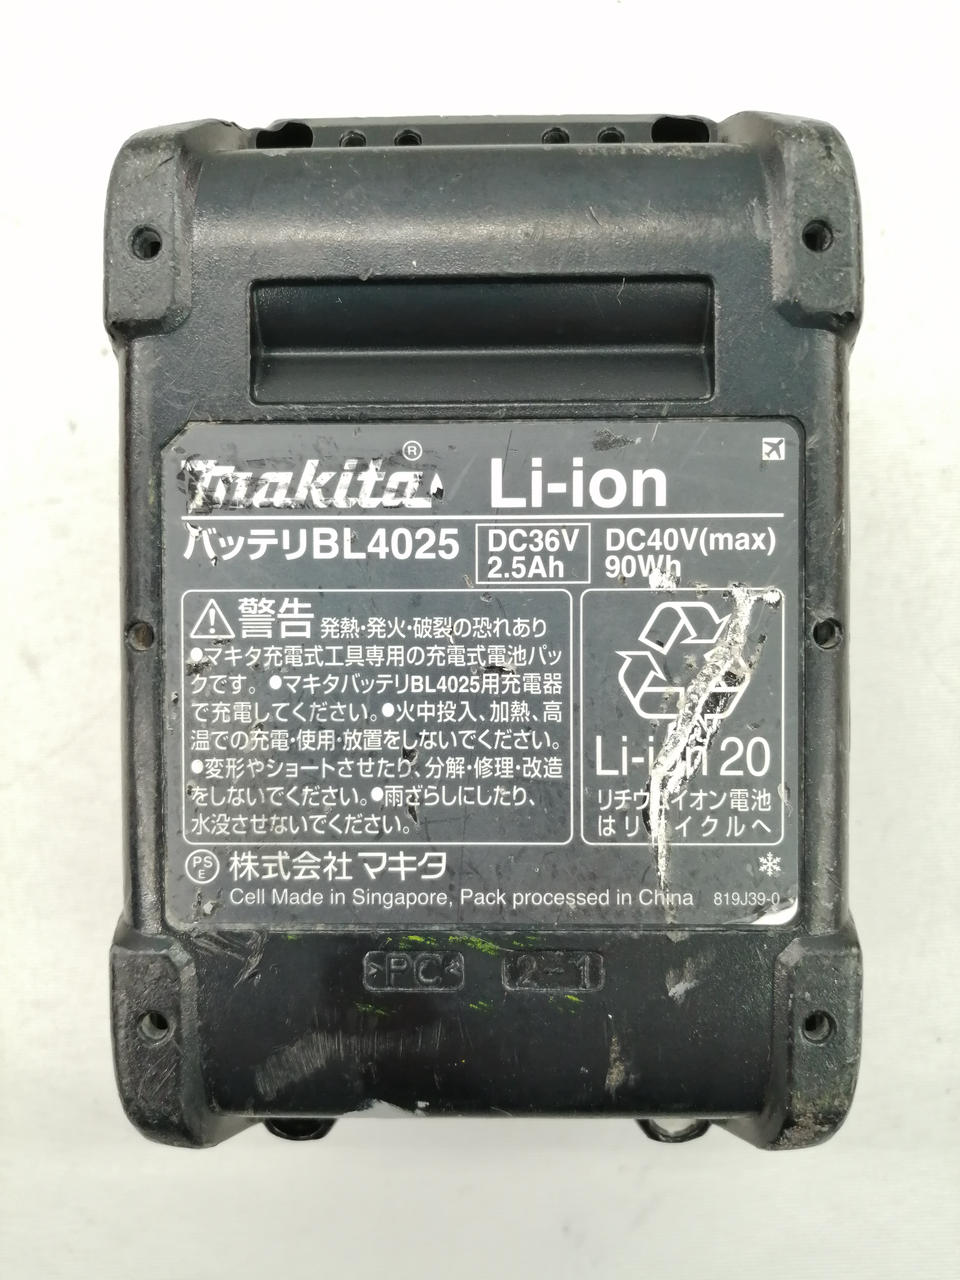 makita® Li-ion
バッテリBL4025 DC36V 2.5Ah DC40V(max) 90Wh
警告 発熱・発火・破裂の恐れあり
●マキタ充電式工具専用の充電式電池パッ
クです。●マキタバッテリBL4025用充電器
で充電してください。●火中投入、加熱、高
温での充電・使用・放置をしないでください。
●変形やショートさせたり、分解・修理・改造
をしないでください。●雨ざらしにしたり、
水没させないでください。
Li-ion 20
リチウムイオン電池
はリサイクルへ
PSE 株式会社 マキタ
Cell Made in Singapore, Pack processed in China 819J39-0
>PC< 2-1